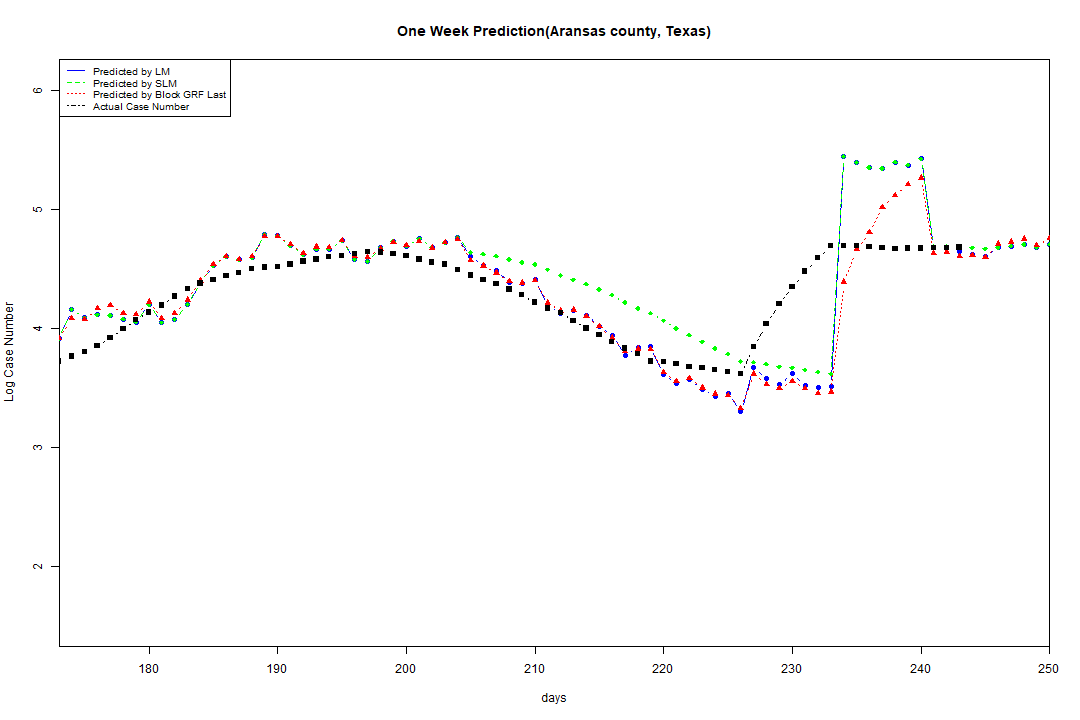 One Week Prediction(Aransas county, Texas)
Predicted by LM
Predicted by SLM
Predicted by Block GRF Last
Actual Case Number
6
5
4
3
2
Log Case Number
180 190 200 210 220 230 240 250
days